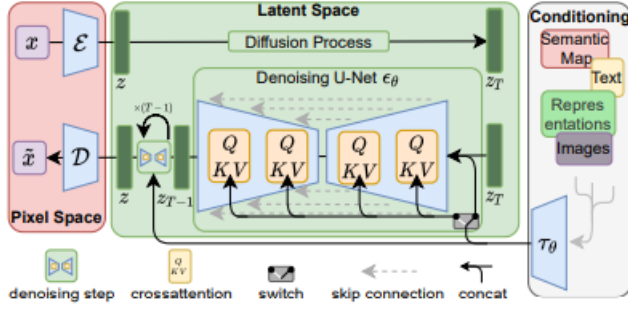 Latent Space
Conditioning
x
ℰ
z
Diffusion Process
z_T
Semantic
Map
Text
Repres
entations
Images
Denoising U-Net ϵ_θ
×(T−1)
Q
KV
Q
KV
Q
KV
Q
KV
x̃
𝒟
z
z_{T−1}
z_T
τ_θ
Pixel Space
Q
KV
denoising step
crossattention
switch
skip connection
concat